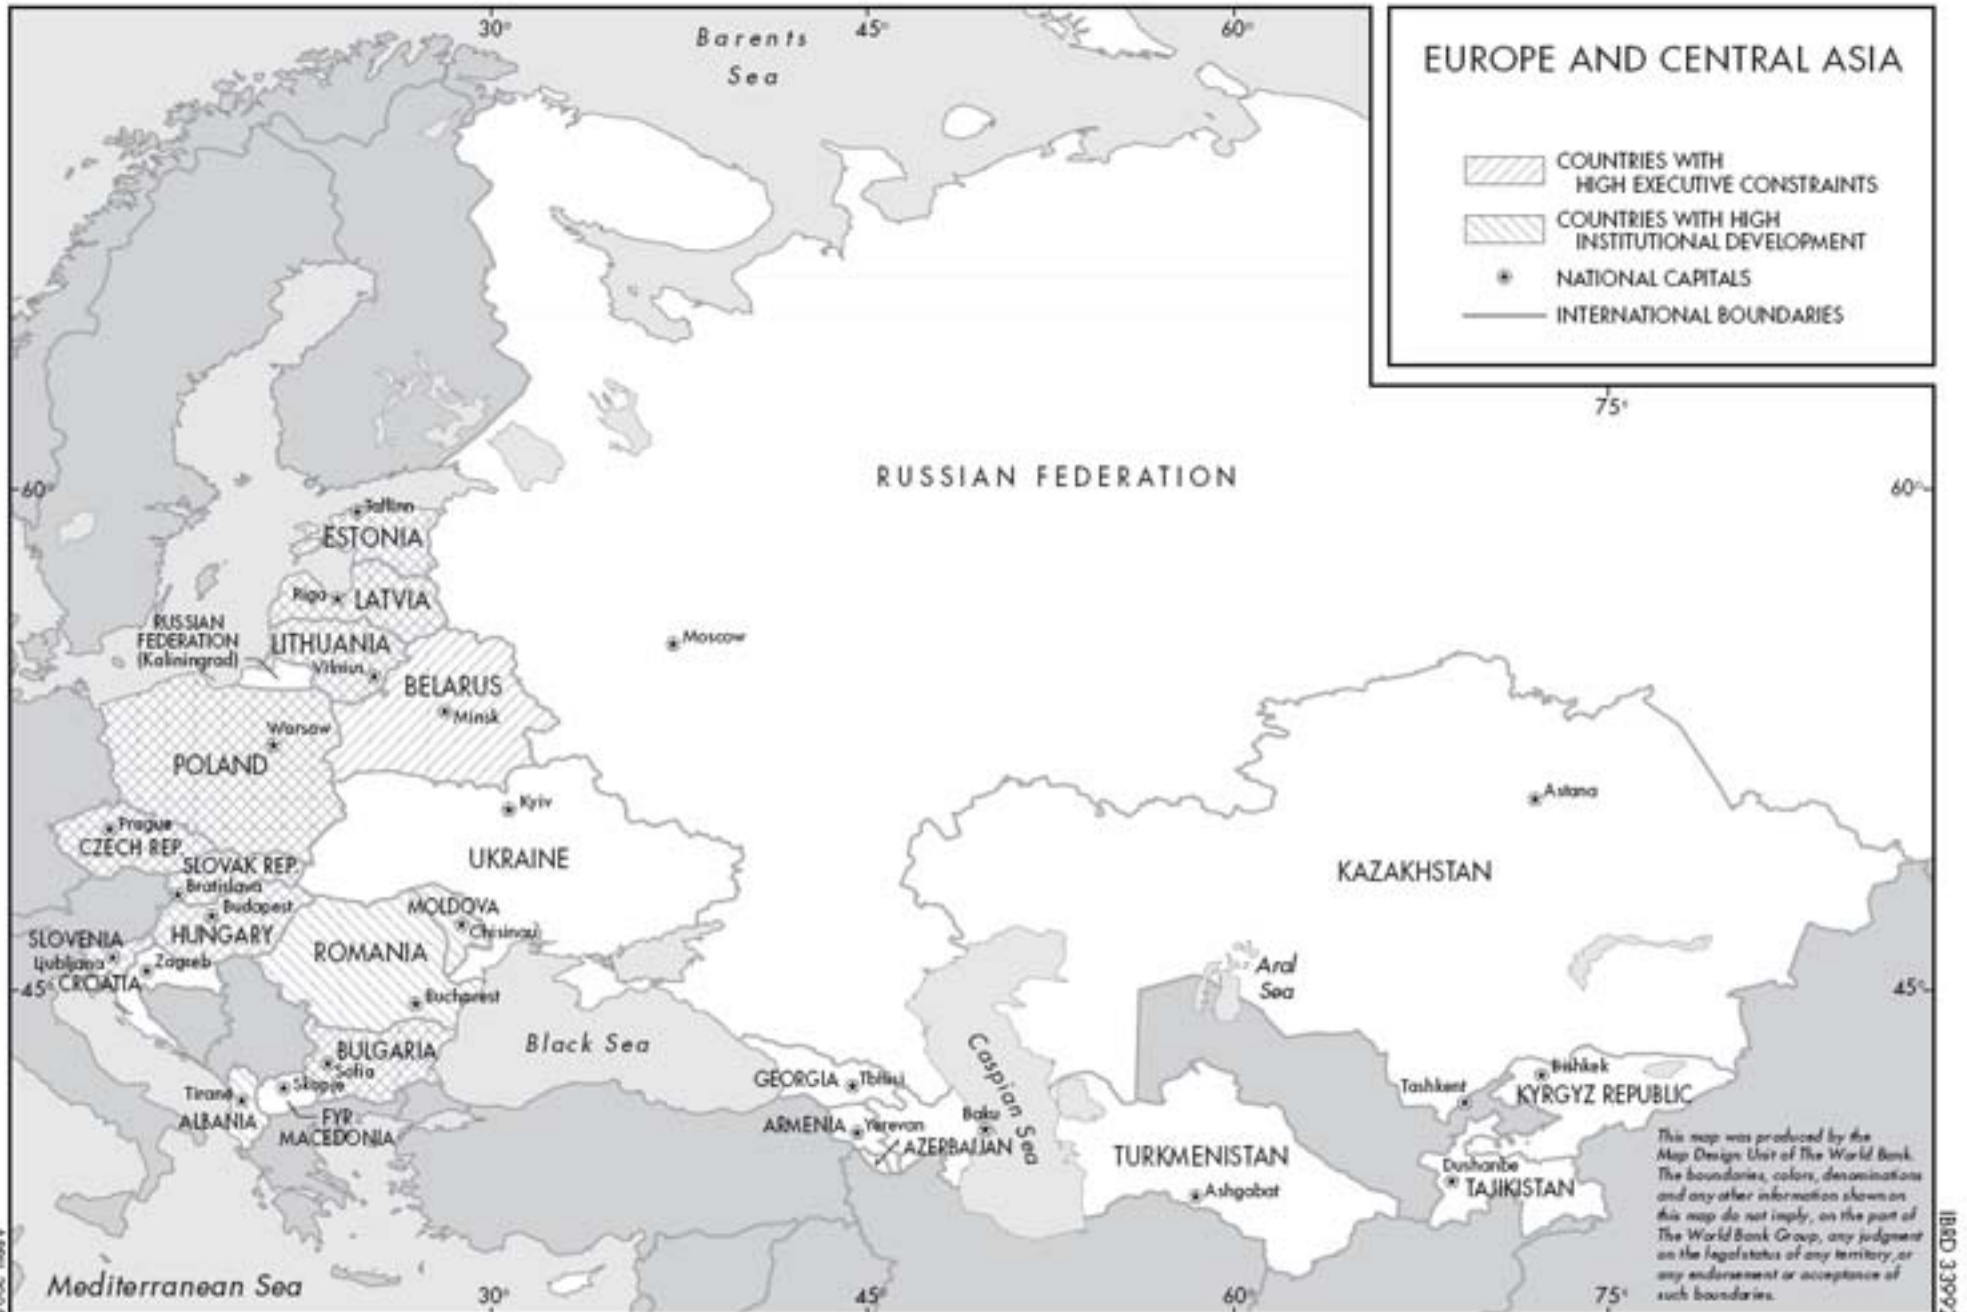 30°
45°
60°
Barents
Sea
EUROPE AND CENTRAL ASIA
COUNTRIES WITH
HIGH EXECUTIVE CONSTRAINTS
COUNTRIES WITH HIGH
INSTITUTIONAL DEVELOPMENT
NATIONAL CAPITALS
INTERNATIONAL BOUNDARIES
75°
RUSSIAN FEDERATION
60°
60°
Tallinn
ESTONIA
Riga
LATVIA
RUSSIAN
FEDERATION
(Kaliningrad)
LITHUANIA
Vilnius
Moscow
BELARUS
Minsk
Warsaw
POLAND
Kyiv
Astana
Prague
CZECH REP.
UKRAINE
SLOVAK REP.
Bratislava
KAZAKHSTAN
Budapest
HUNGARY
MOLDOVA
Chisinau
SLOVENIA
Ljubljana
Zagreb
CROATIA
ROMANIA
Bucharest
Aral
Sea
45°
45°
Black Sea
Caspian Sea
BULGARIA
Sofia
Skopje
Tirane
ALBANIA
FYR
MACEDONIA
GEORGIA
Tbilisi
ARMENIA
Yerevan
Baku
AZERBAIJAN
Bishkek
Tashkent
KYRGYZ REPUBLIC
TURKMENISTAN
Ashgabat
Dushanbe
TAJIKISTAN
This map was produced by the
Map Design Unit of The World Bank.
The boundaries, colors, denominations
and any other information shown on
this map do not imply, on the part of
The World Bank Group, any judgment
on the legal status of any territory, or
any endorsement or acceptance of
such boundaries.
Mediterranean Sea
30°
45°
60°
75°
IBRD